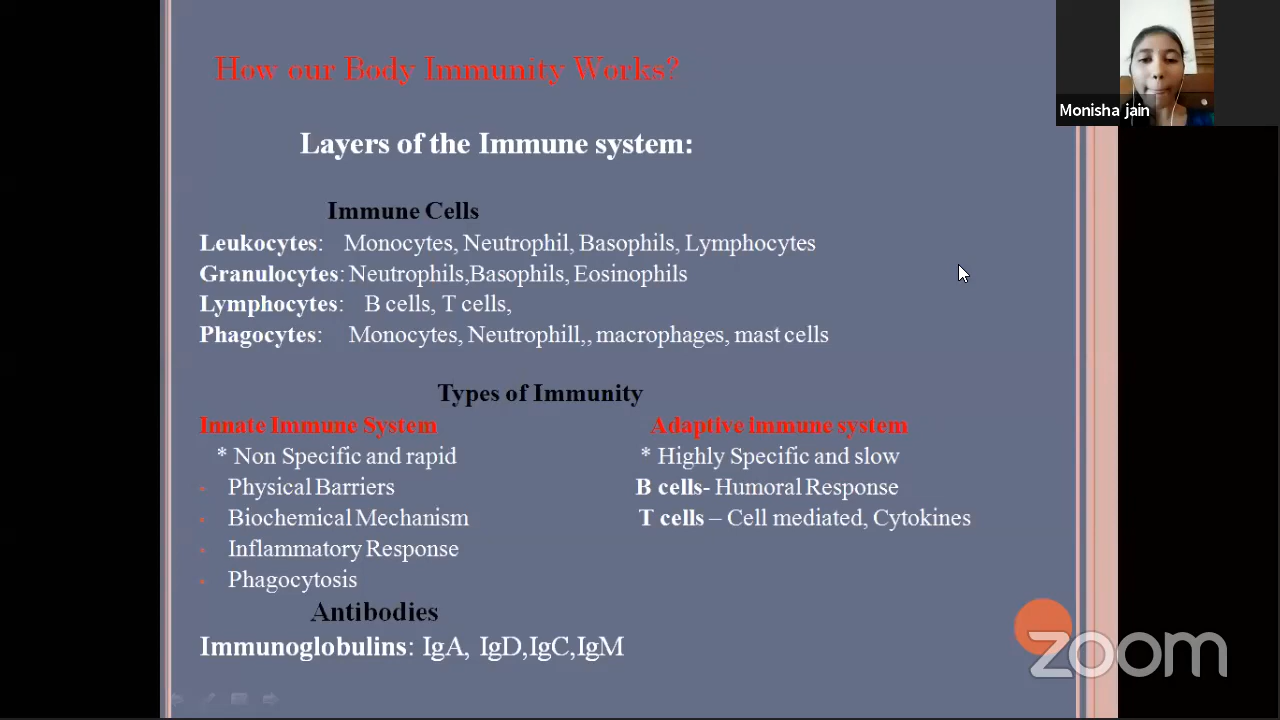 How our Body Immunity Works?
Monisha jain
Layers of the Immune system:
Immune Cells
Leukocytes: Monocytes, Neutrophil, Basophils, Lymphocytes
Granulocytes: Neutrophils,Basophils, Eosinophils
Lymphocytes: B cells, T cells,
Phagocytes: Monocytes, Neutrophill,, macrophages, mast cells
Types of Immunity
Innate Immune System
* Non Specific and rapid
Physical Barriers
Biochemical Mechanism
Inflammatory Response
Phagocytosis
Adaptive immune system
* Highly Specific and slow
B cells- Humoral Response
T cells – Cell mediated, Cytokines
Antibodies
Immunoglobulins: IgA, IgD,IgC,IgM
zoom